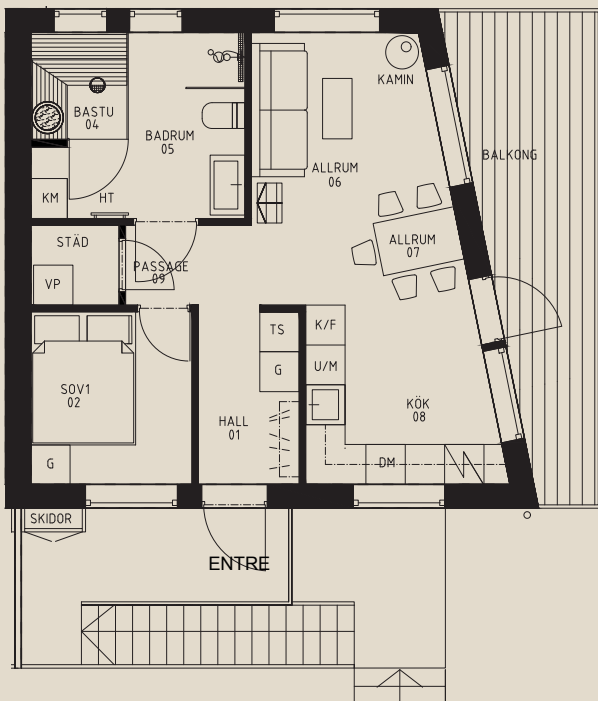 KAMIN
BASTU
04
BADRUM
05
BALKONG
ALLRUM
06
KM
HT
STÄD
ALLRUM
07
PASSAGE
09
VP
TS
K/F
U/M
G
SOV1
02
KÖK
08
HALL
01
G
DM
SKIDOR
ENTRE